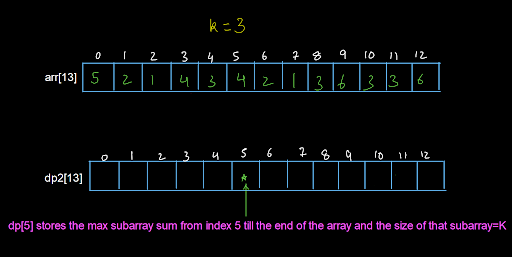 k=3
0 1 2 3 4 5 6 7 8 9 10 11 12
arr[13] 5 2 1 4 3 4 2 1 3 6 3 3 6
0 1 2 3 4 5 6 7 8 9 10 11 12
dp2[13] *
dp[5] stores the max subarray sum from index 5 till the end of the array and the size of that subarray=K